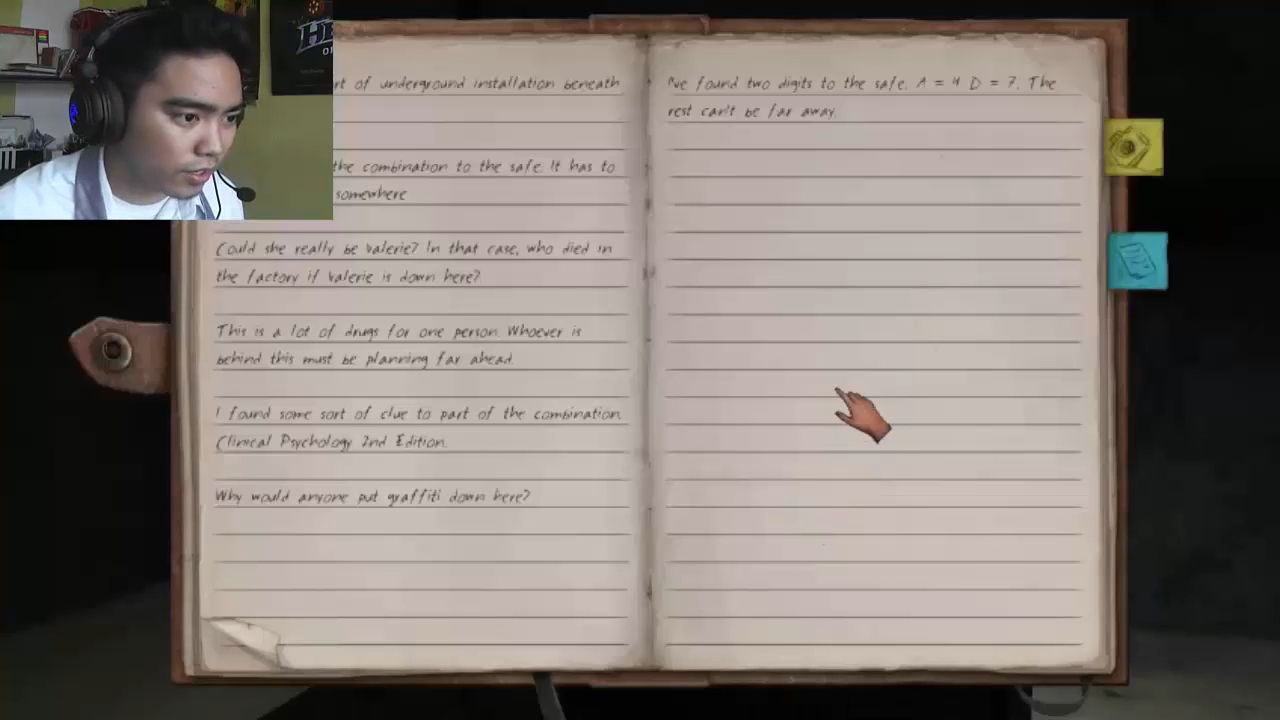 rt of underground installation beneath
the combination to the safe. It has to
somewhere
Could she really be Valerie? In that case, who died in
the factory if Valerie is down here?
This is a lot of drugs for one person. Whoever is
behind this must be planning far ahead.
I found some sort of clue to part of the combination
Clinical Psychology 2nd Edition.
Why would anyone put graffiti down here?
I've found two digits to the safe. A = 4 D = 7. The
rest can't be far away.